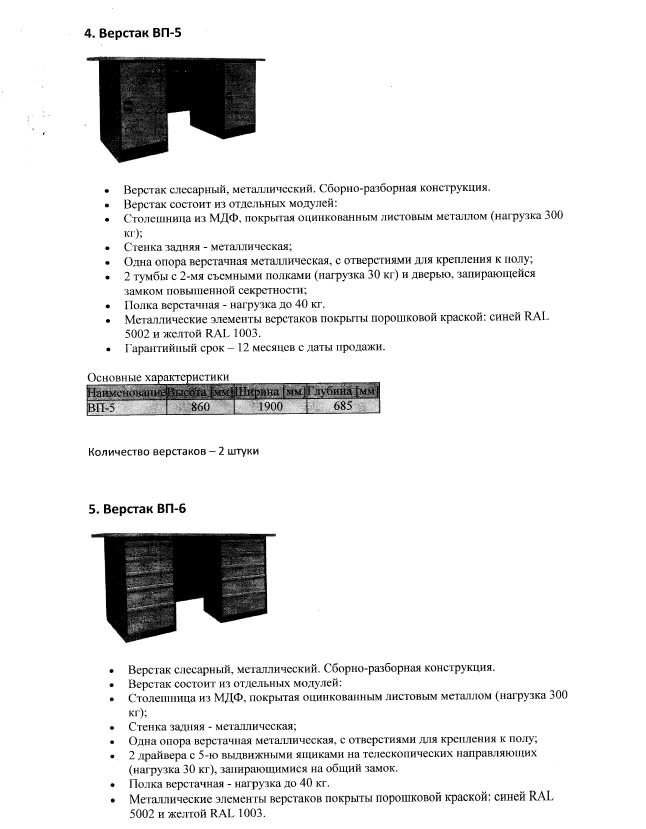 4. Верстак ВП-5
• Верстак слесарный, металлический. Сборно-разборная конструкция.
• Верстак состоит из отдельных модулей:
• Столешница из МДФ, покрытая оцинкованным листовым металлом (нагрузка 300
кг);
• Стенка задняя - металлическая;
• Одна опора верстачная металлическая, с отверстиями для крепления к полу;
• 2 тумбы с 2-мя съемными полками (нагрузка 30 кг) и дверью, запирающейся
замком повышенной секретности;
• Полка верстачная - нагрузка до 40 кг.
• Металлические элементы верстаков покрыты порошковой краской: синей RAL
5002 и желтой RAL 1003.
• Гарантийный срок – 12 месяцев с даты продажи.
Основные характеристики
Наименование Высота [мм] Ширина [мм] Глубина [мм]
ВП-5 860 1900 685
Количество верстаков – 2 штуки
5. Верстак ВП-6
• Верстак слесарный, металлический. Сборно-разборная конструкция.
• Верстак состоит из отдельных модулей:
• Столешница из МДФ, покрытая оцинкованным листовым металлом (нагрузка 300
кг);
• Стенка задняя - металлическая;
• Одна опора верстачная металлическая, с отверстиями для крепления к полу;
• 2 драйвера с 5-ю выдвижными ящиками на телескопических направляющих
(нагрузка 30 кг), запирающимися на общий замок.
• Полка верстачная - нагрузка до 40 кг.
• Металлические элементы верстаков покрыты порошковой краской: синей RAL
5002 и желтой RAL 1003.